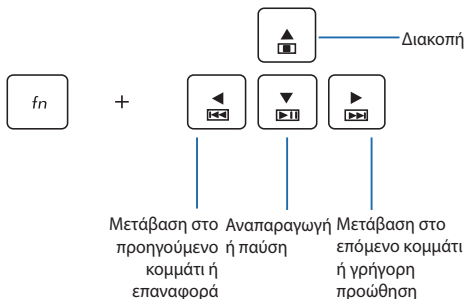 Διακοπή
fn
+
Μετάβαση στο
προηγούμενο
κομμάτι ή
επαναφορά
Αναπαραγωγή
ή παύση
Μετάβαση στο
επόμενο κομμάτι
ή γρήγορη
προώθηση